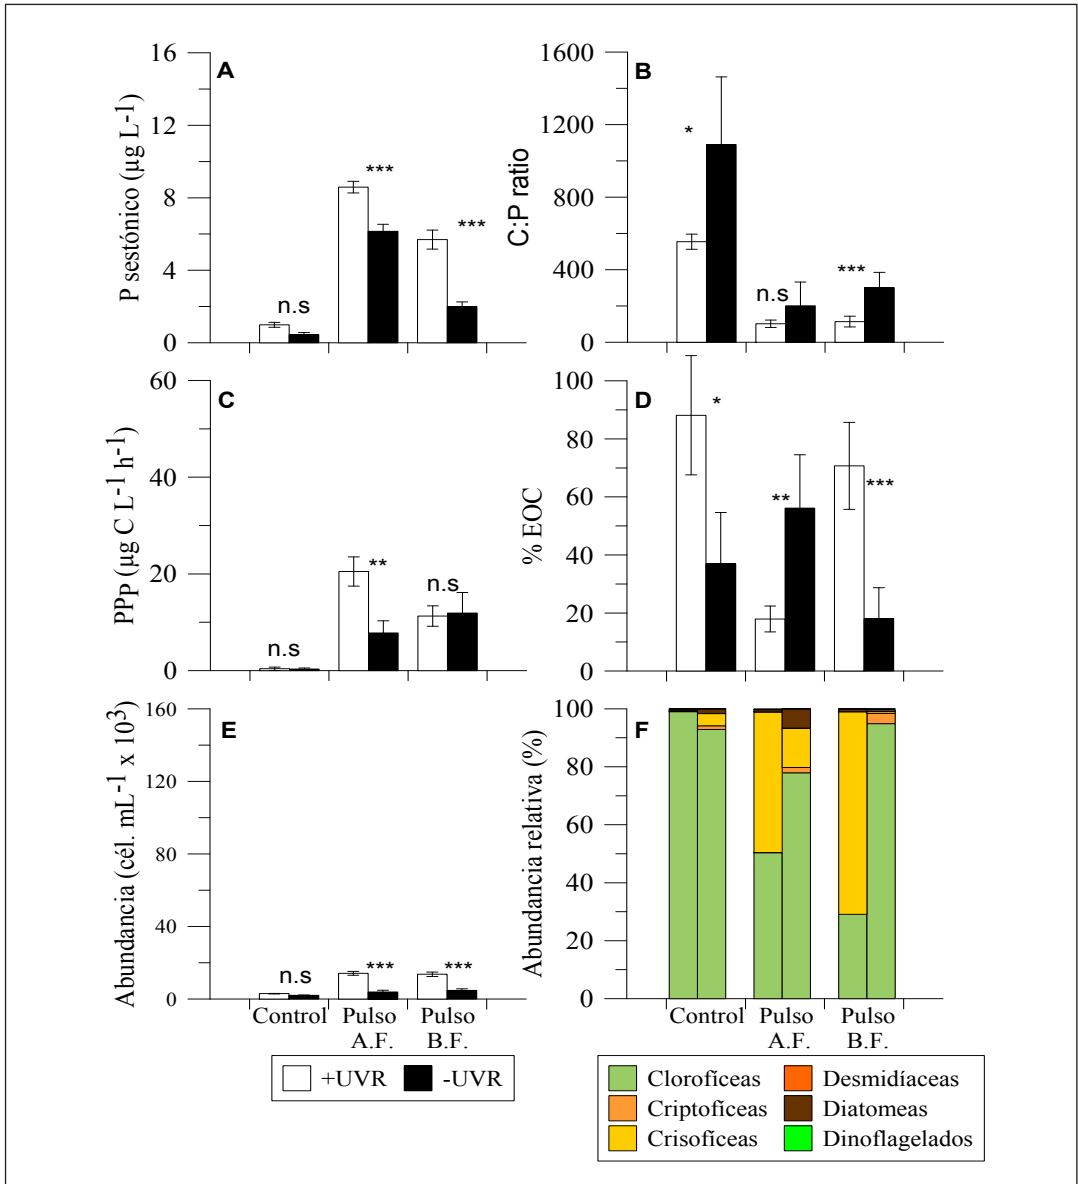 A
P sestónico (µg L-1)
16
12
8
4
0
n.s
***
***
B
C:P ratio
1600
1200
800
400
0
*
n.s
***
C
PPp (µg C L-1 h-1)
60
40
20
0
n.s
**
n.s
D
% EOC
100
80
60
40
20
0
*
**
***
E
Abundancia (cél. mL-1 x 103)
160
120
80
40
0
n.s
***
***
Control
Pulso
A.F.
Pulso
B.F.
F
Abundancia relativa (%)
100
80
60
40
20
0
Control
Pulso
A.F.
Pulso
B.F.
+UVR
-UVR
Clorofíceas
Criptofíceas
Crisofíceas
Desmidíaceas
Diatomeas
Dinoflagelados